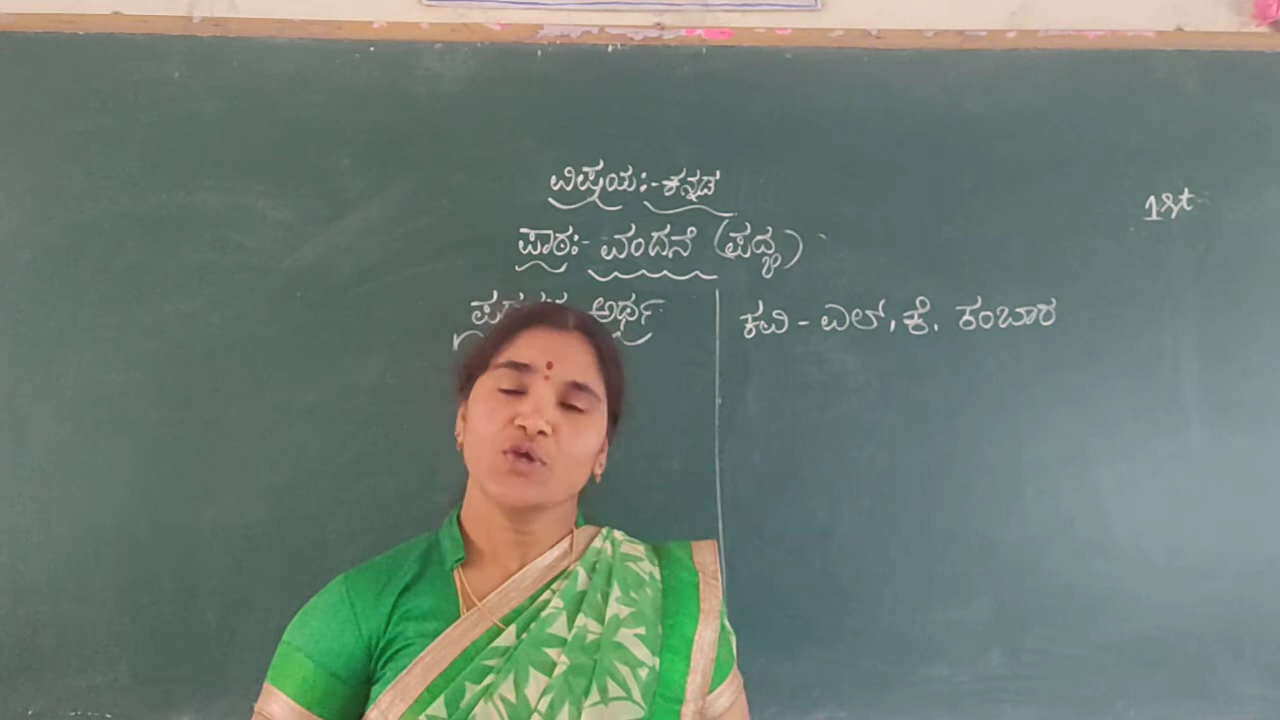 ವಿಷಯ:- ಕನ್ನಡ
1st
ಪಾಠ:- ವಂದನೆ (ಪದ್ಯ)
ಅರ್ಥ
ಕವಿ - ಎಲ್. ಕೆ. ಕಂಬಾರ